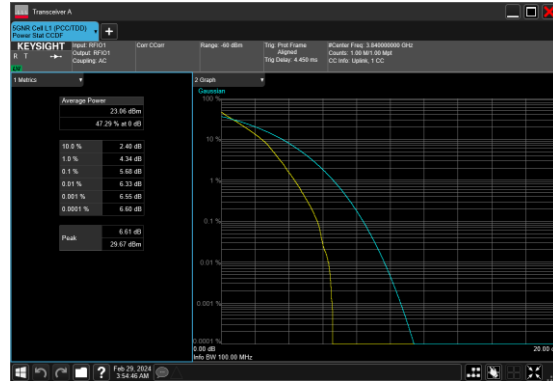 Transceiver A
5GNR Cell L1 (PCC/TDD)
Power Stat CCDF
KEYSIGHT
R T
Input: RFIO1
Output: RFIO1
Coupling: AC
Corr CCorr
Range: -60 dBm
Trig: Prd Frame
Aligned
Trig Delay: 4.450 ms
#Center Freq: 3.840000000 GHz
Counts: 1.00 M/1.00 Mpt
CC Info: Uplink, 1 CC
1 Metrics
Average Power
23.06 dBm
47.29 % at 0 dB
10.0 % 2.40 dB
1.0 % 4.34 dB
0.1 % 5.68 dB
0.01 % 6.33 dB
0.001 % 6.55 dB
0.0001 % 6.60 dB
Peak
6.61 dB
29.67 dBm
2 Graph
Gaussian
100 %
10 %
1 %
0.1 %
0.01 %
0.001 %
0.0001 %
0.00 dB
20.00
Info BW 100.00 MHz
?
Feb 29, 2024
3:54:46 AM